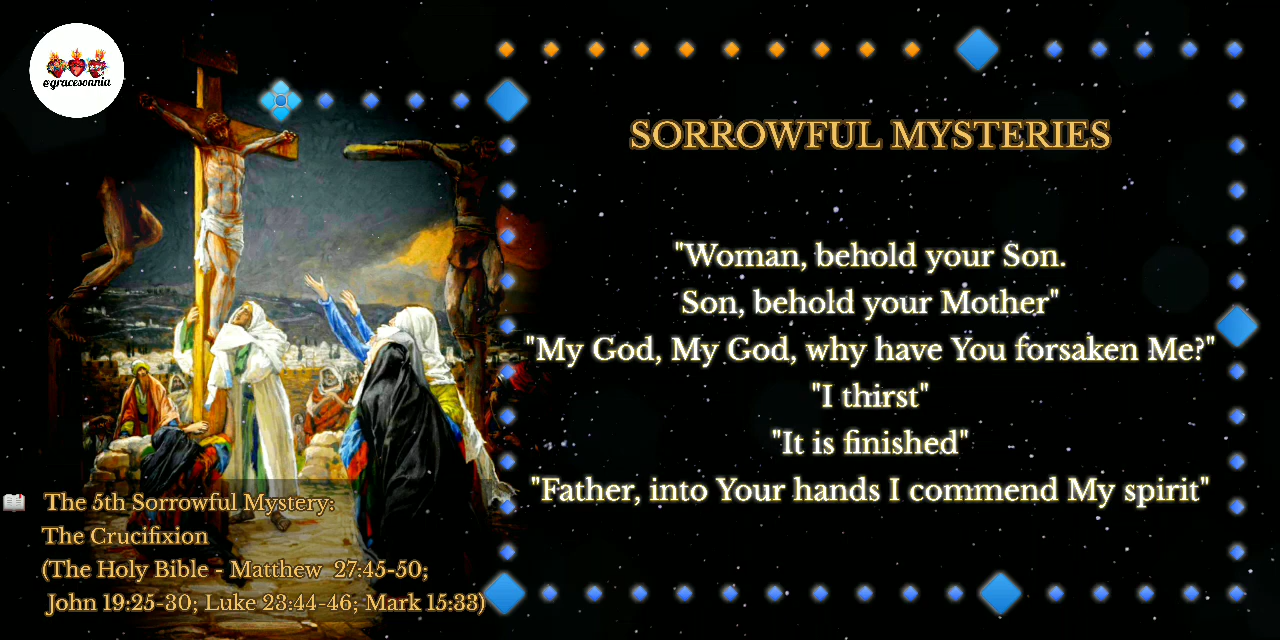 @gracesonnia
SORROWFUL MYSTERIES
"Woman, behold your Son.
Son, behold your Mother"
"My God, My God, why have You forsaken Me?"
"I thirst"
"It is finished"
"Father, into Your hands I commend My spirit"
The 5th Sorrowful Mystery:
The Crucifixion
(The Holy Bible - Matthew 27:45-50;
John 19:25-30; Luke 23:44-46; Mark 15:33)